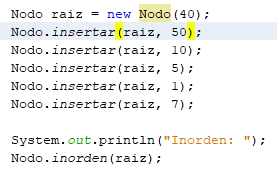 Nodo raiz = new Nodo(40);
Nodo.insertar(raiz, 50);
Nodo.insertar(raiz, 10);
Nodo.insertar(raiz, 5);
Nodo.insertar(raiz, 1);
Nodo.insertar(raiz, 7);
System.out.println("Inorden: ");
Nodo.inorden(raiz);